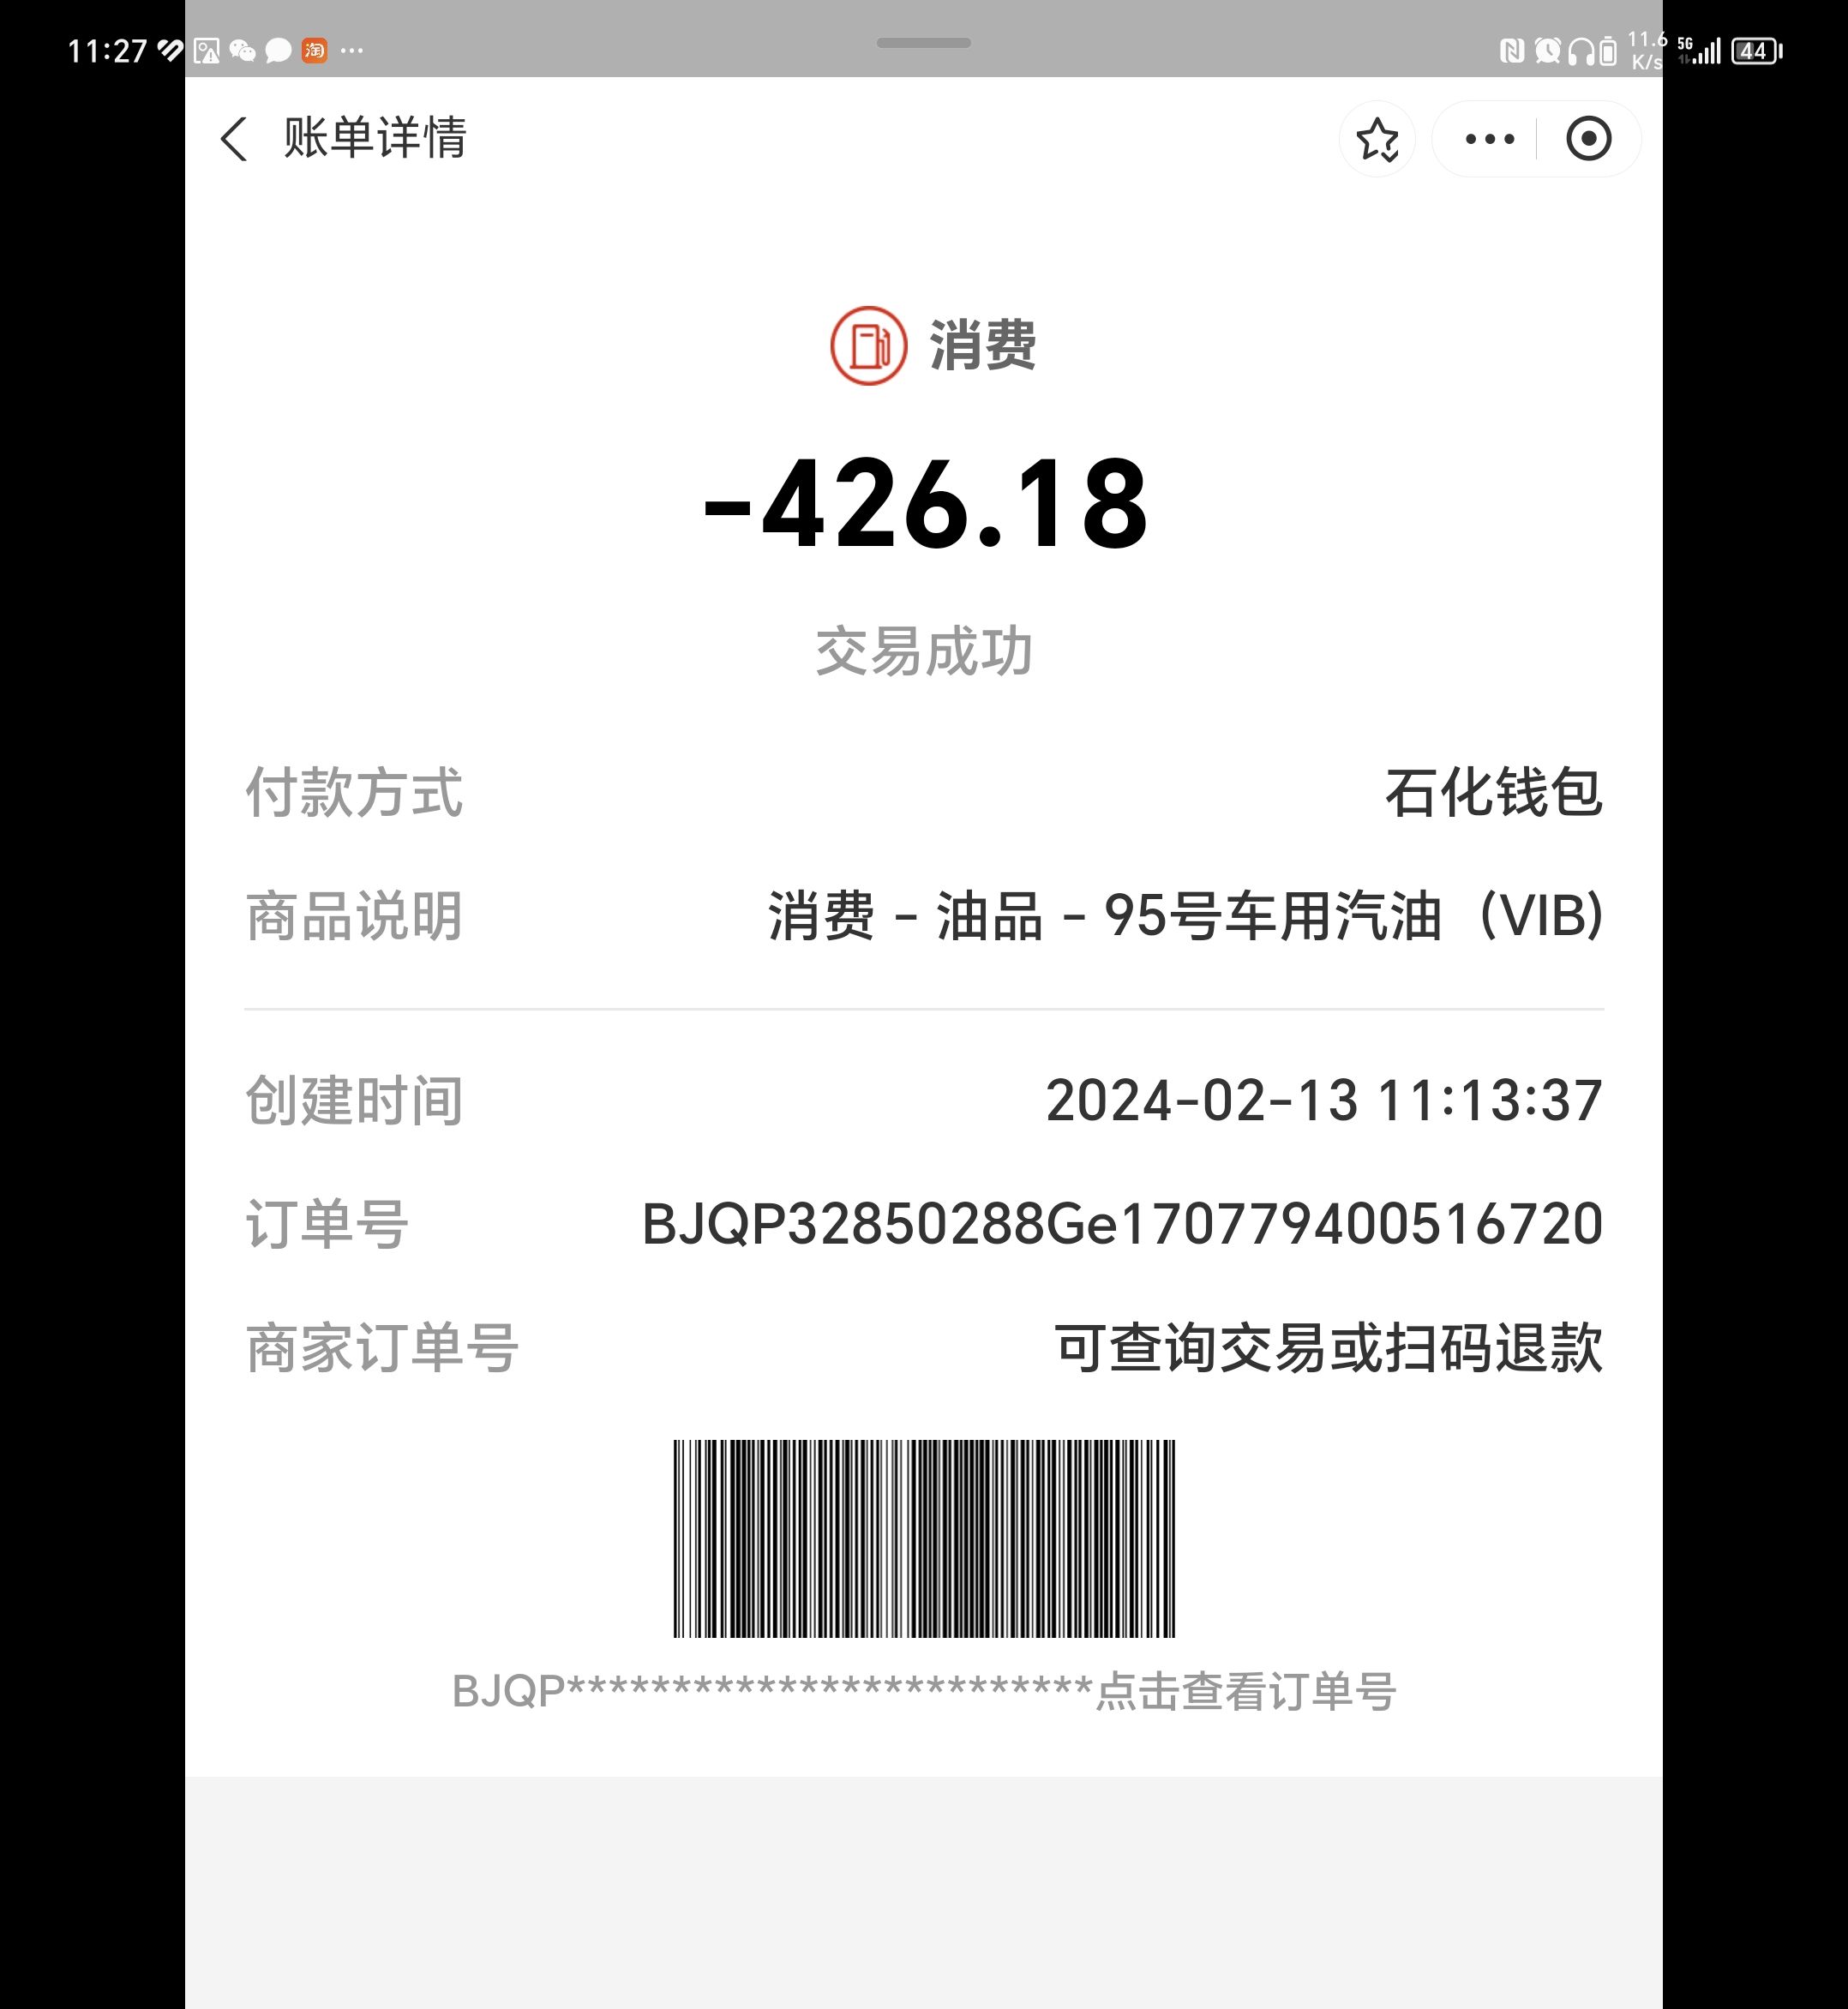 11:27 淘 11.6 K/s 5G 44
账单详情
消费
-426.18
交易成功
付款方式 石化钱包
商品说明 消费 - 油品 - 95号车用汽油（VIB）
创建时间 2024-02-13 11:13:37
订单号 BJQP32850288Ge1707794005​16720
商家订单号 可查询交易或扫码退款
BJQP*************************点击查看订单号